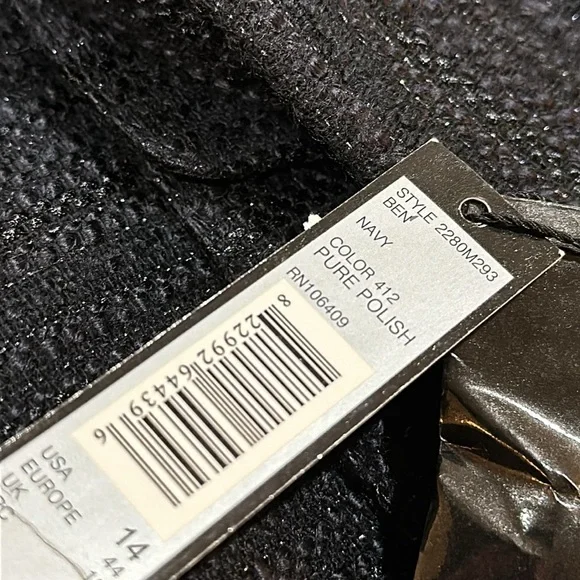 STYLE 2280M293
BEN"
NAVY
COLOR 412
PURE POLISH
RN106409
8 22992 64439 6
USA 14
EUROPE 44
UK